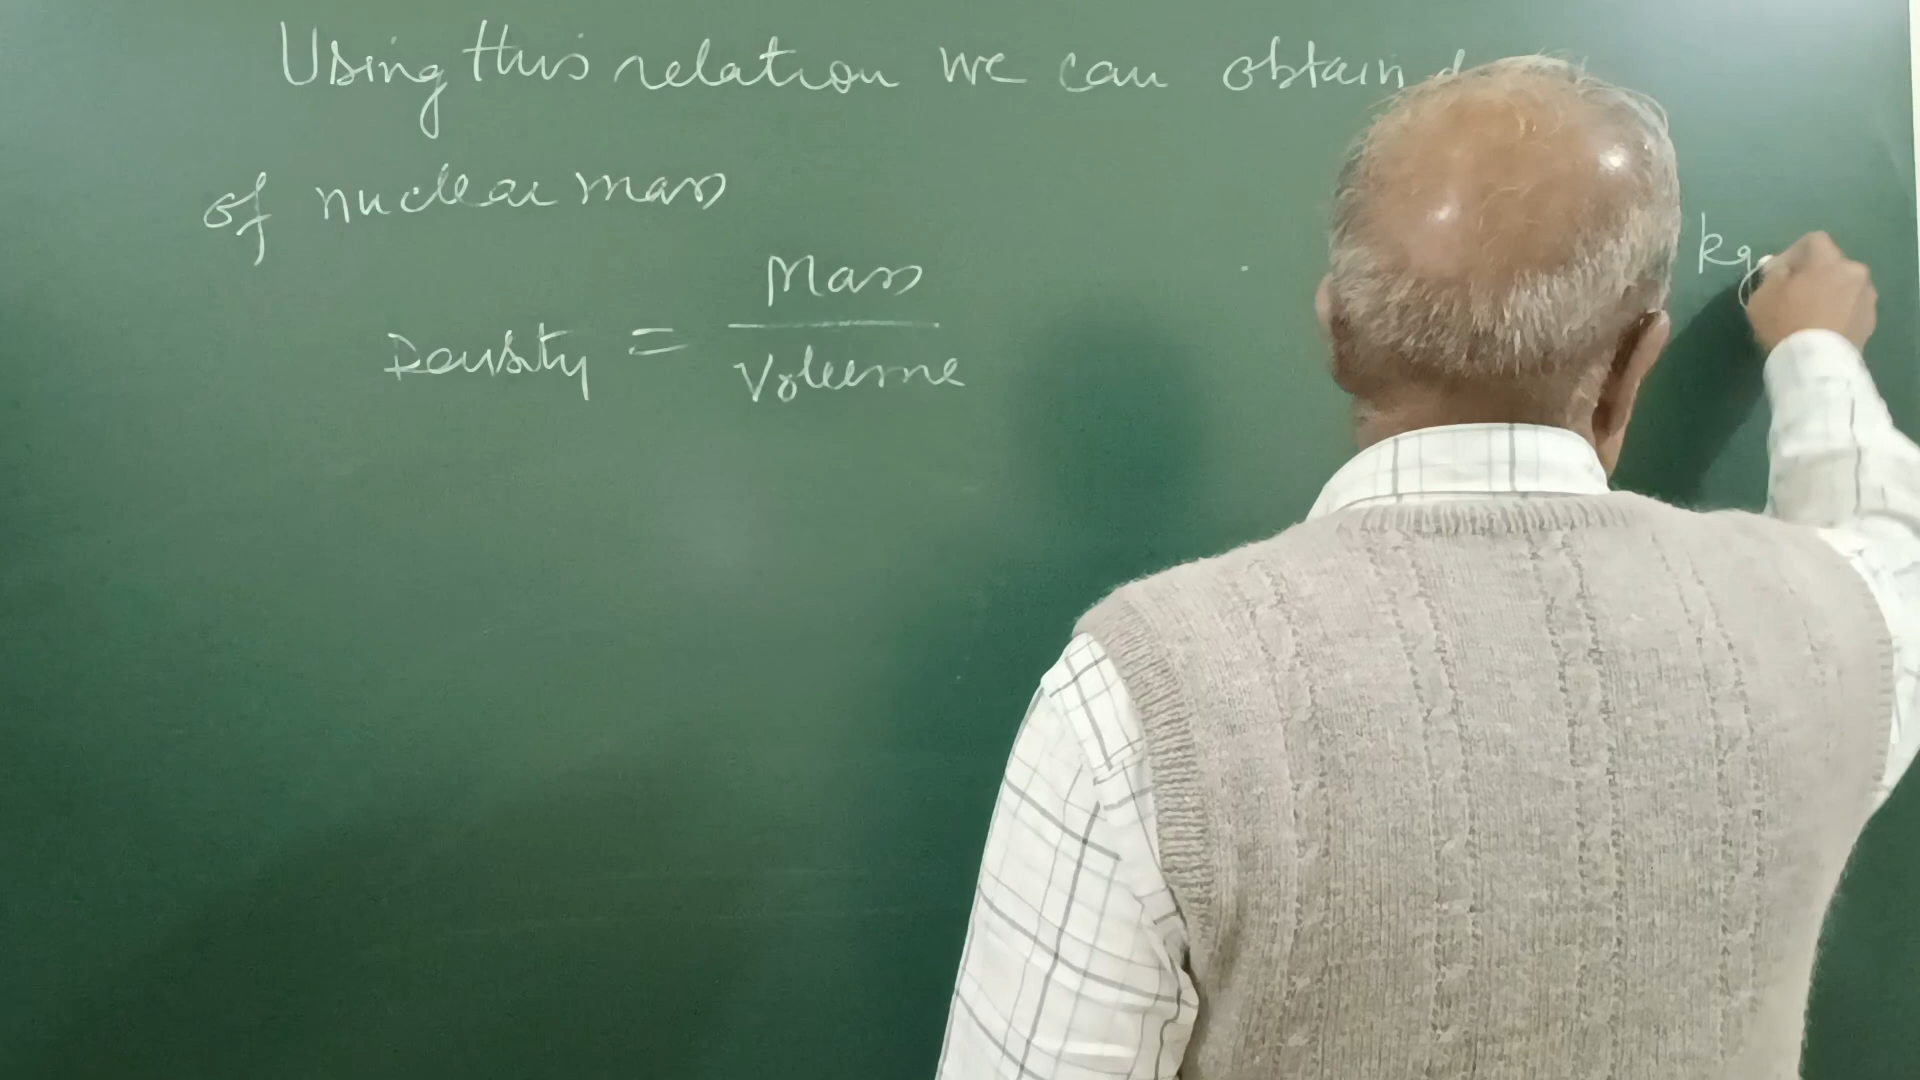 Using this relation we can obtain
of nuclear mass
Mass
Density = 
Volume
kg